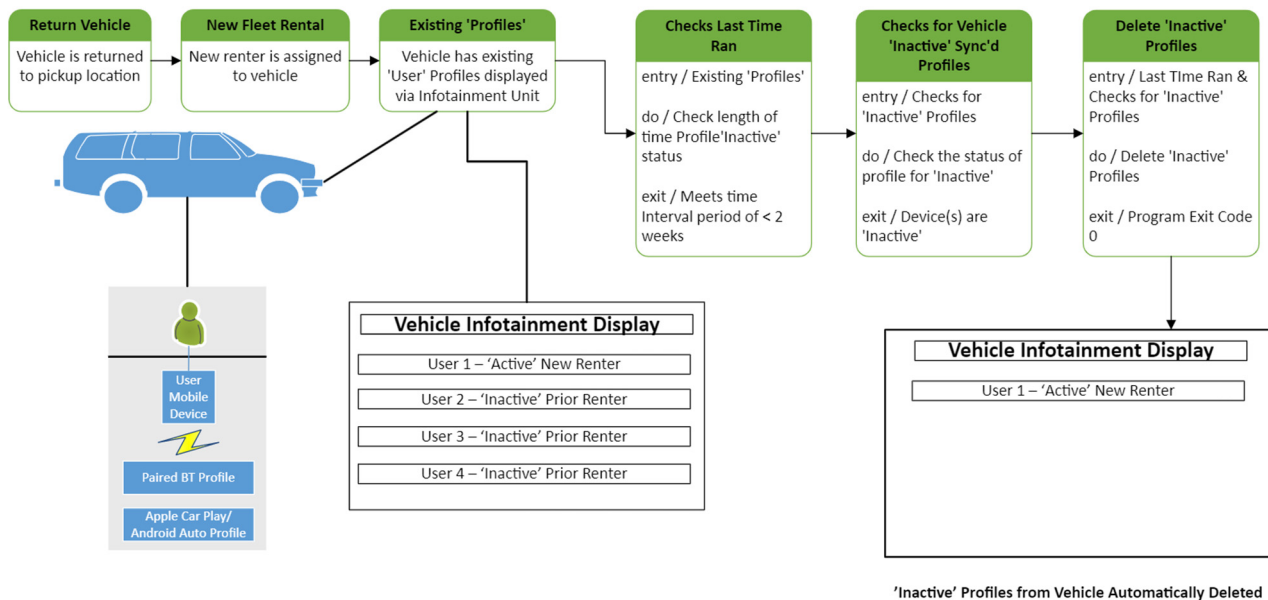 Return Vehicle
Vehicle is returned
to pickup location
New Fleet Rental
New renter is assigned
to vehicle
Existing 'Profiles'
Vehicle has existing
'User' Profiles displayed
via Infotainment Unit
Checks Last Time
Ran
entry / Existing 'Profiles'
do / Check length of
time Profile'Inactive'
status
exit / Meets time
Interval period of < 2
weeks
Checks for Vehicle
'Inactive' Sync'd
Profiles
entry / Checks for
'Inactive' Profiles
do / Check the status of
profile for 'Inactive'
exit / Device(s) are
'Inactive'
Delete 'Inactive'
Profiles
entry / Last TIme Ran &
Checks for 'Inactive'
Profiles
do / Delete 'Inactive'
Profiles
exit / Program Exit Code
0
User
Mobile
Device
Paired BT Profile
Apple Car Play/
Android Auto Profile
Vehicle Infotainment Display
User 1 – ‘Active’ New Renter
User 2 – ‘Inactive’ Prior Renter
User 3 – ‘Inactive’ Prior Renter
User 4 – ‘Inactive’ Prior Renter
Vehicle Infotainment Display
User 1 – ‘Active’ New Renter
’Inactive’ Profiles from Vehicle Automatically Deleted